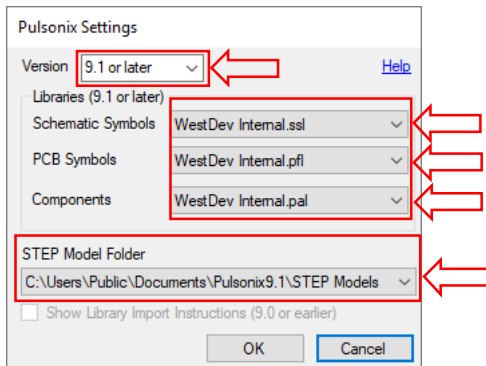 Pulsonix Settings
Version 9.1 or later Help
Libraries (9.1 or later)
Schematic Symbols WestDev Internal.ssl
PCB Symbols WestDev Internal.pfl
Components WestDev Internal.pal
STEP Model Folder
C:\Users\Public\Documents\Pulsonix9.1\STEP Models
Show Library Import Instructions (9.0 or earlier)
OK Cancel